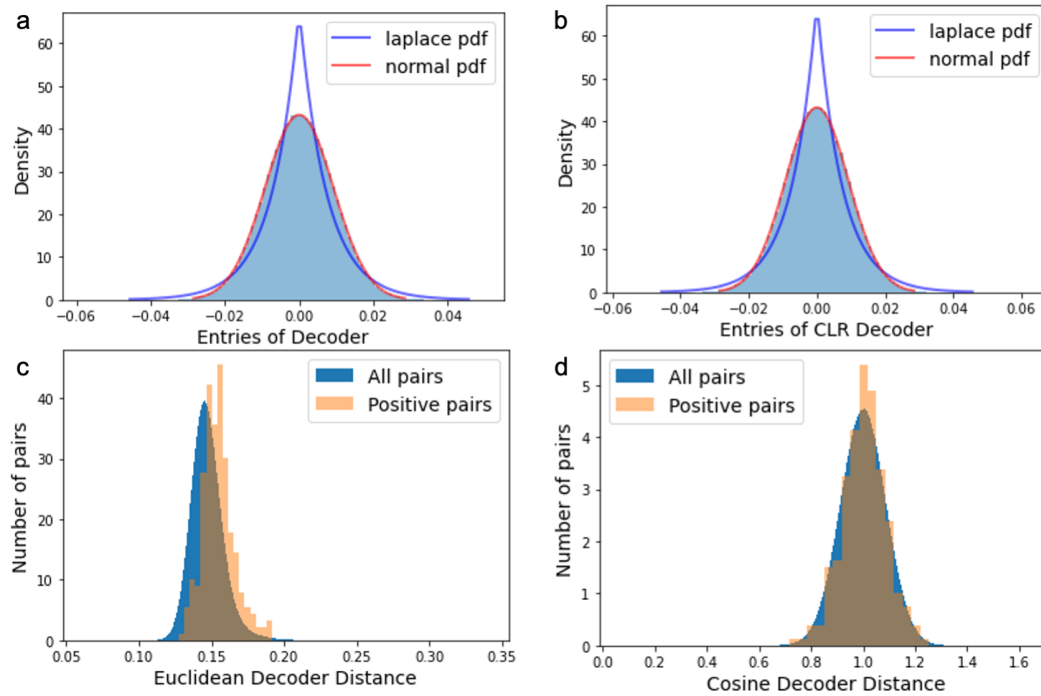 a
laplace pdf
normal pdf
Density
60
50
40
30
20
10
0
−0.06 −0.04 −0.02 0.00 0.02 0.04
Entries of Decoder
b
laplace pdf
normal pdf
Density
60
50
40
30
20
10
0
−0.06 −0.04 −0.02 0.00 0.02 0.04 0.06
Entries of CLR Decoder
c
All pairs
Positive pairs
Number of pairs
40
30
20
10
0
0.05 0.10 0.15 0.20 0.25 0.30 0.35
Euclidean Decoder Distance
d
All pairs
Positive pairs
Number of pairs
5
4
3
2
1
0
0.0 0.2 0.4 0.6 0.8 1.0 1.2 1.4 1.6
Cosine Decoder Distance